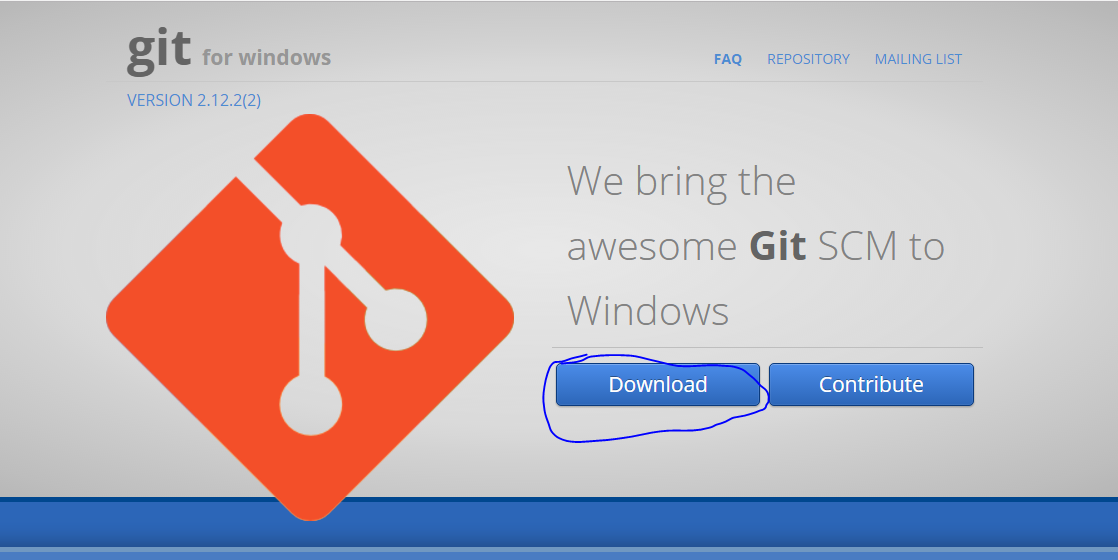 git for windows
FAQ REPOSITORY MAILING LIST
VERSION 2.12.2(2)
We bring the
awesome Git SCM to
Windows
Download Contribute